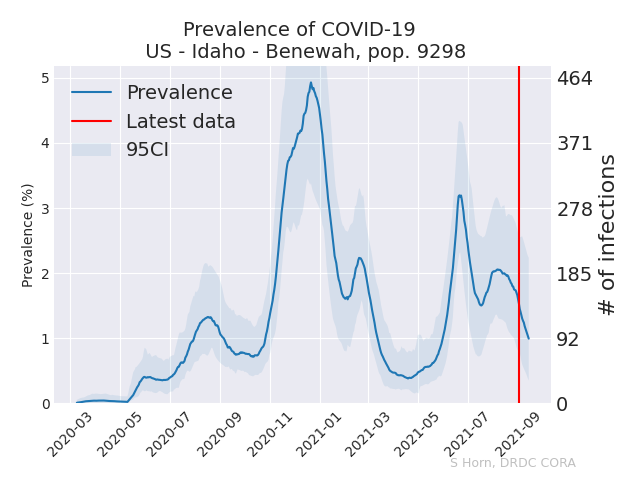 Prevalence of COVID-19
US - Idaho - Benewah, pop. 9298
Prevalence
Latest data
95CI
Prevalence (%)
5
4
3
2
1
0
464
371
278
185
92
0
# of infections
2020-03
2020-05
2020-07
2020-09
2020-11
2021-01
2021-03
2021-05
2021-07
2021-09
S Horn, DRDC CORA